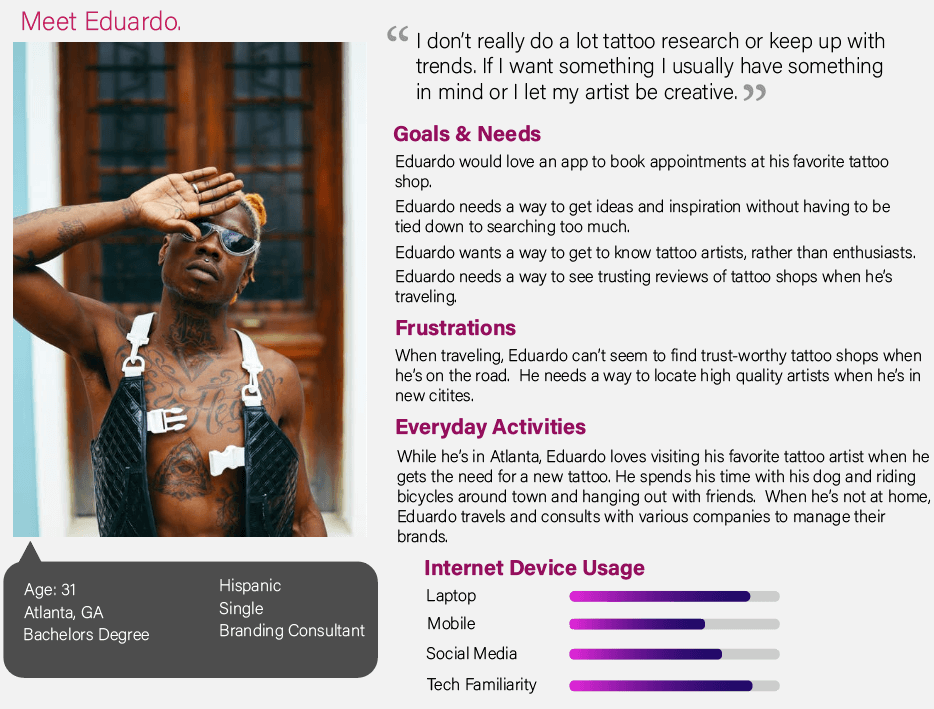 Meet Eduardo.
“ I don’t really do a lot tattoo research or keep up with
trends. If I want something I usually have something
in mind or I let my artist be creative. ”
Goals & Needs
Eduardo would love an app to book appointments at his favorite tattoo
shop.
Eduardo needs a way to get ideas and inspiration without having to be
tied down to searching too much.
Eduardo wants a way to get to know tattoo artists, rather than enthusiasts.
Eduardo needs a way to see trusting reviews of tattoo shops when he’s
traveling.
Frustrations
When traveling, Eduardo can’t seem to find trust-worthy tattoo shops when
he’s on the road.  He needs a way to locate high quality artists when he’s in
new citites.
Everyday Activities
While he’s in Atlanta, Eduardo loves visiting his favorite tattoo artist when he
gets the need for a new tattoo. He spends his time with his dog and riding
bicycles around town and hanging out with friends.  When he’s not at home,
Eduardo travels and consults with various companies to manage their
brands.
Age: 31
Atlanta, GA
Bachelors Degree
Hispanic
Single
Branding Consultant
Internet Device Usage
Laptop
Mobile
Social Media
Tech Familiarity